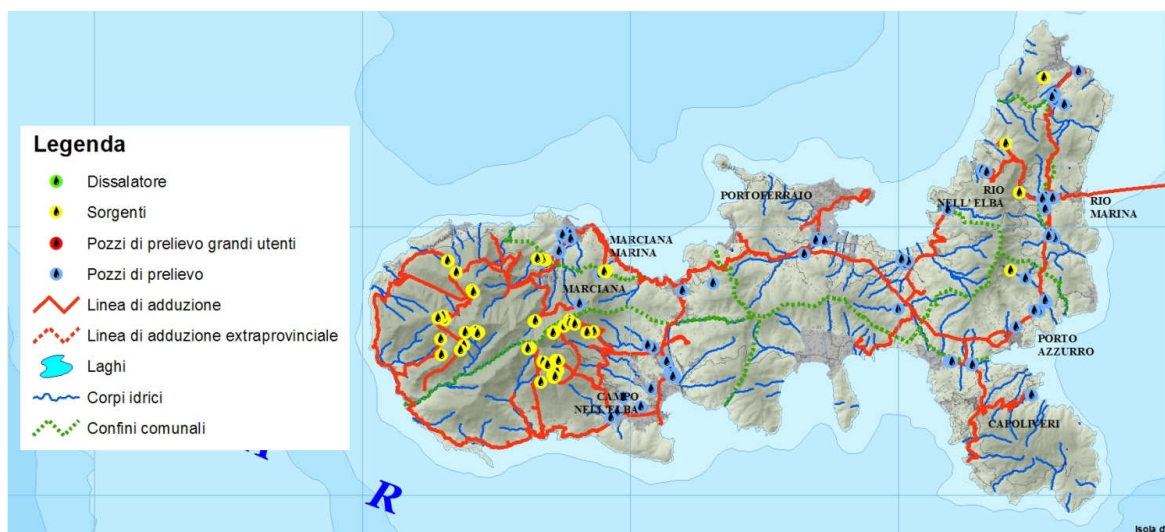 Legenda
Dissalatore
Sorgenti
Pozzi di prelievo grandi utenti
Pozzi di prelievo
Linea di adduzione
Linea di adduzione extraprovinciale
Laghi
Corpi idrici
Confini comunali
PORTOFERRAIO
RIO
NELL'ELBA
RIO
MARINA
MARCIANA
MARINA
MARCIANA
PORTO
AZZURRO
CAMPO
NELL'ELBA
CAPOLIVERI
R
Isola d'